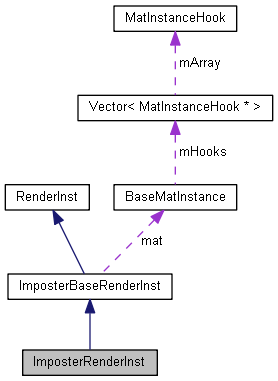 MatInstanceHook
mArray
Vector< MatInstanceHook * >
mHooks
RenderInst
BaseMatInstance
mat
ImposterBaseRenderInst
ImposterRenderInst